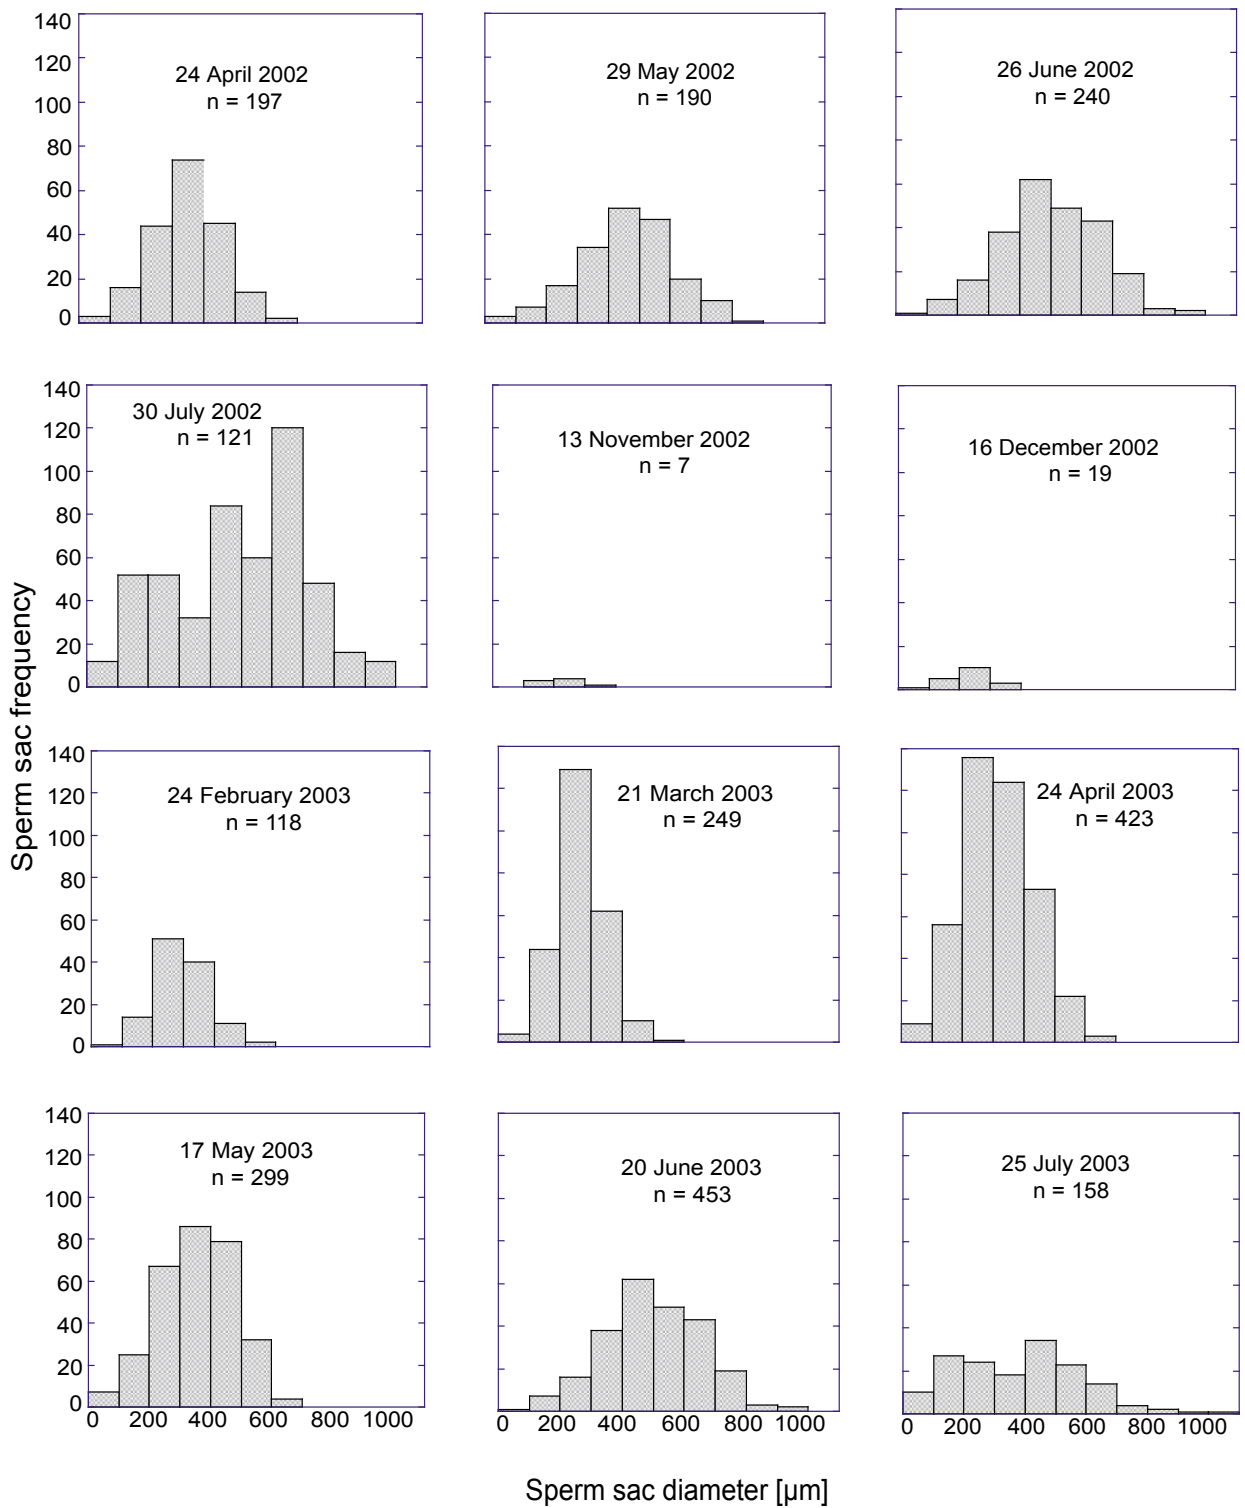 140
120
100
80
60
40
20
0
24 April 2002
n = 197
29 May 2002
n = 190
26 June 2002
n = 240
140
120
100
80
60
40
20
0
30 July 2002
n = 121
13 November 2002
n = 7
16 December 2002
n = 19
Sperm sac frequency
140
120
100
80
60
40
20
0
24 February 2003
n = 118
21 March 2003
n = 249
24 April 2003
n = 423
140
120
100
80
60
40
20
0
17 May 2003
n = 299
20 June 2003
n = 453
25 July 2003
n = 158
0 200 400 600 800 1000
0 200 400 600 800 1000
0 200 400 600 800 1000
Sperm sac diameter [µm]